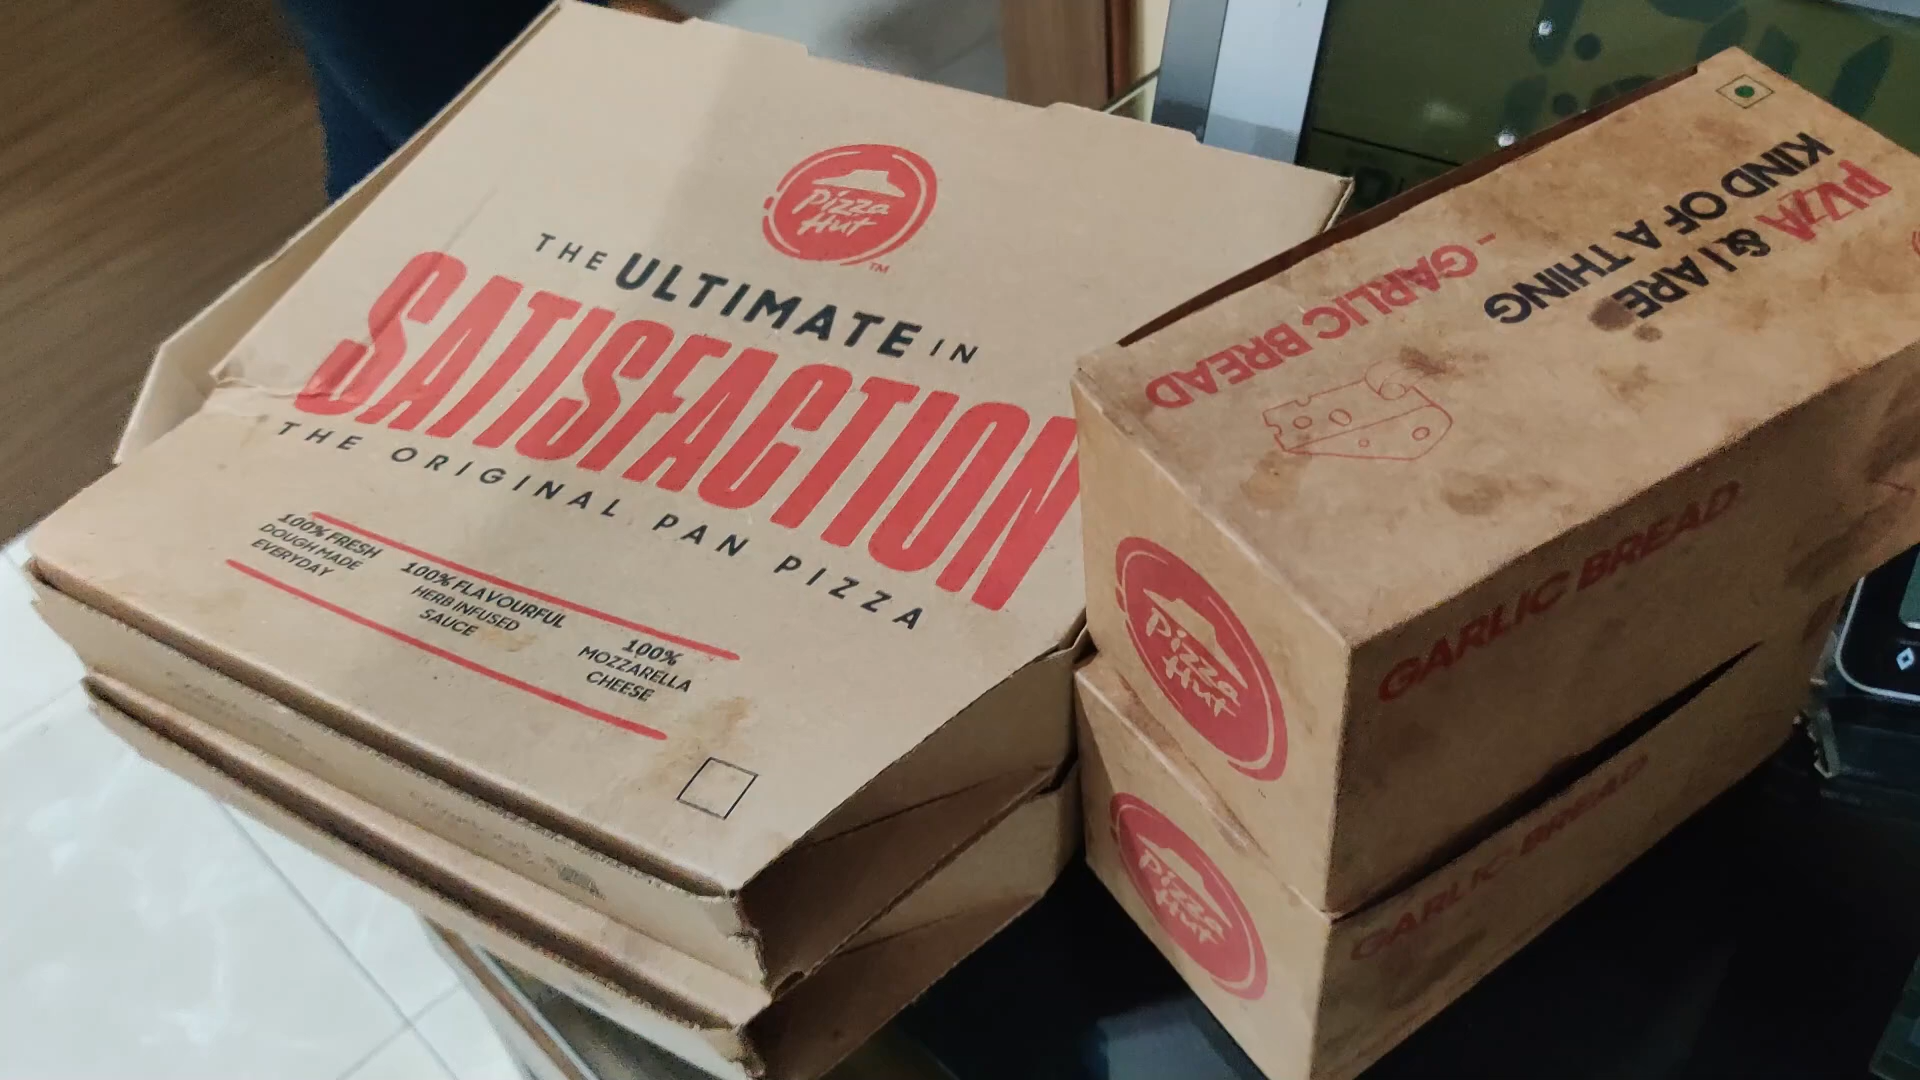 Pizza
Hut
TM
THE ULTIMATE IN
SATISFACTION
THE ORIGINAL PAN PIZZA
100% FRESH
DOUGH MADE
EVERYDAY
100% FLAVOURFUL
HERB INFUSED
SAUCE
100%
MOZZARELLA
CHEESE
PIZZA & I ARE
KIND OF A THING
- GARLIC BREAD
GARLIC BREAD
Pizza
Hut
GARLIC BREAD
Pizza
Hut